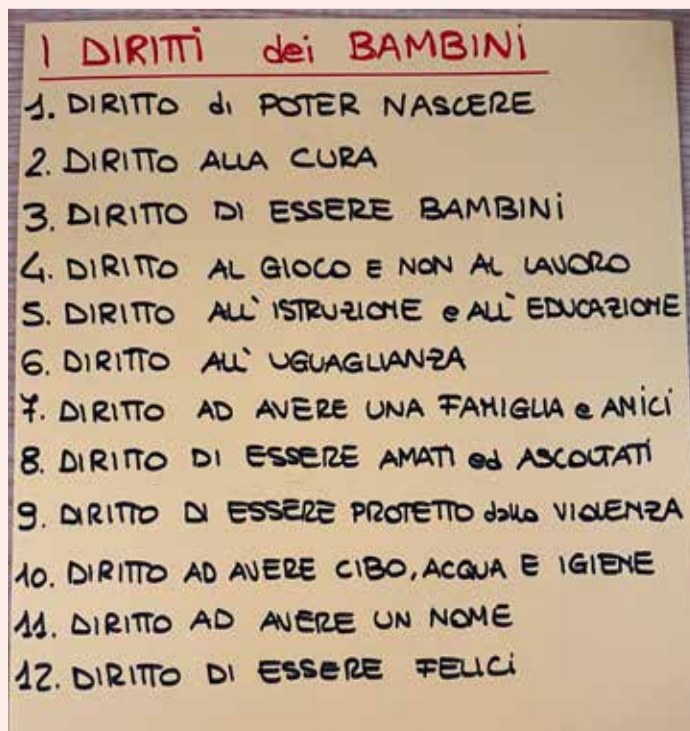 I DIRITTI dei BAMBINI
1. DIRITTO di POTER NASCERE
2. DIRITTO ALLA CURA
3. DIRITTO DI ESSERE BAMBINI
4. DIRITTO AL GIOCO E NON AL LAVORO
5. DIRITTO ALL'ISTRUZIONE e ALL'EDUCAZIONE
6. DIRITTO ALL'UGUAGLIANZA
7. DIRITTO AD AVERE UNA FAMIGLIA e AMICI
8. DIRITTO DI ESSERE AMATI ed ASCOLTATI
9. DIRITTO DI ESSERE PROTETTO dalla VIOLENZA
10. DIRITTO AD AVERE CIBO, ACQUA E IGIENE
11. DIRITTO AD AVERE UN NOME
12. DIRITTO DI ESSERE FELICI